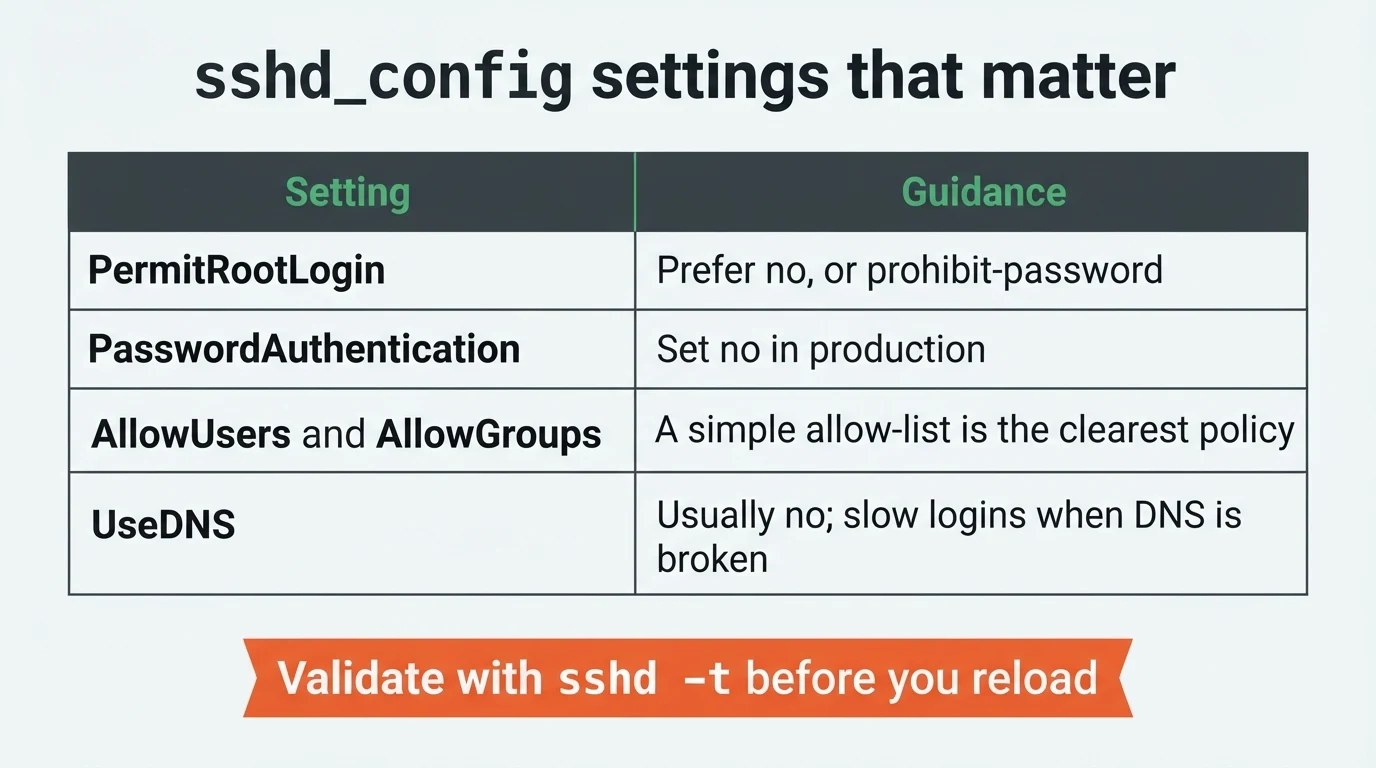 sshd_config settings that matter
Setting Guidance
PermitRootLogin Prefer no, or prohibit-password
PasswordAuthentication Set no in production
AllowUsers and AllowGroups A simple allow-list is the clearest policy
UseDNS Usually no; slow logins when DNS is
broken
Validate with sshd -t before you reload